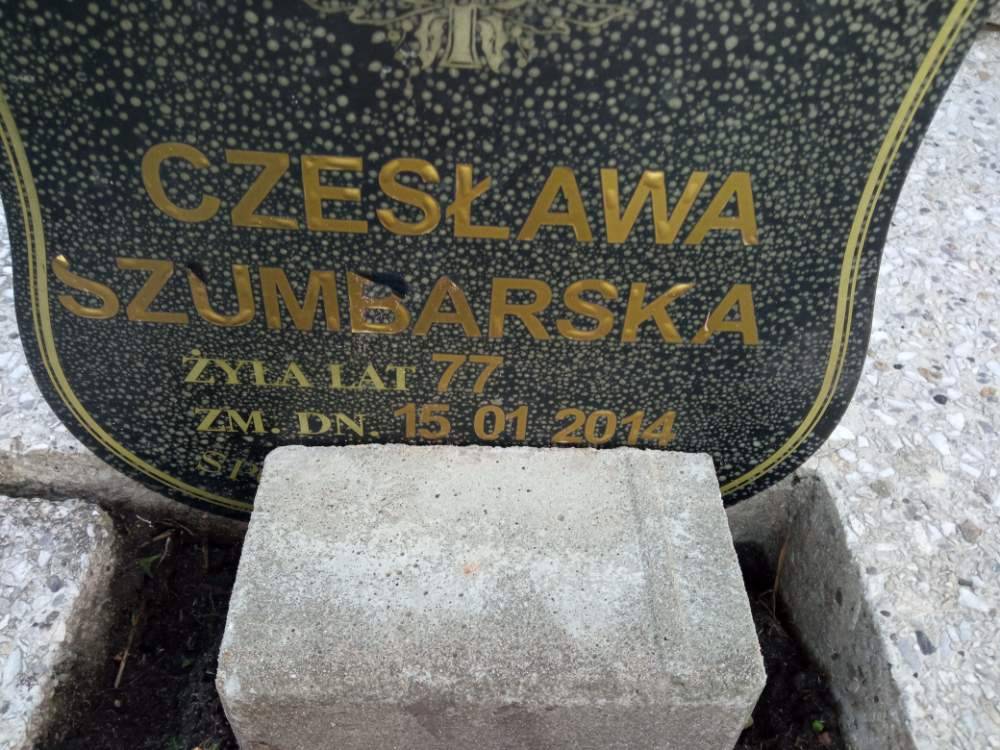 CZESŁAWA
SZUMBARSKA
ŻYŁA LAT 77
ZM. DN. 15 01 2014